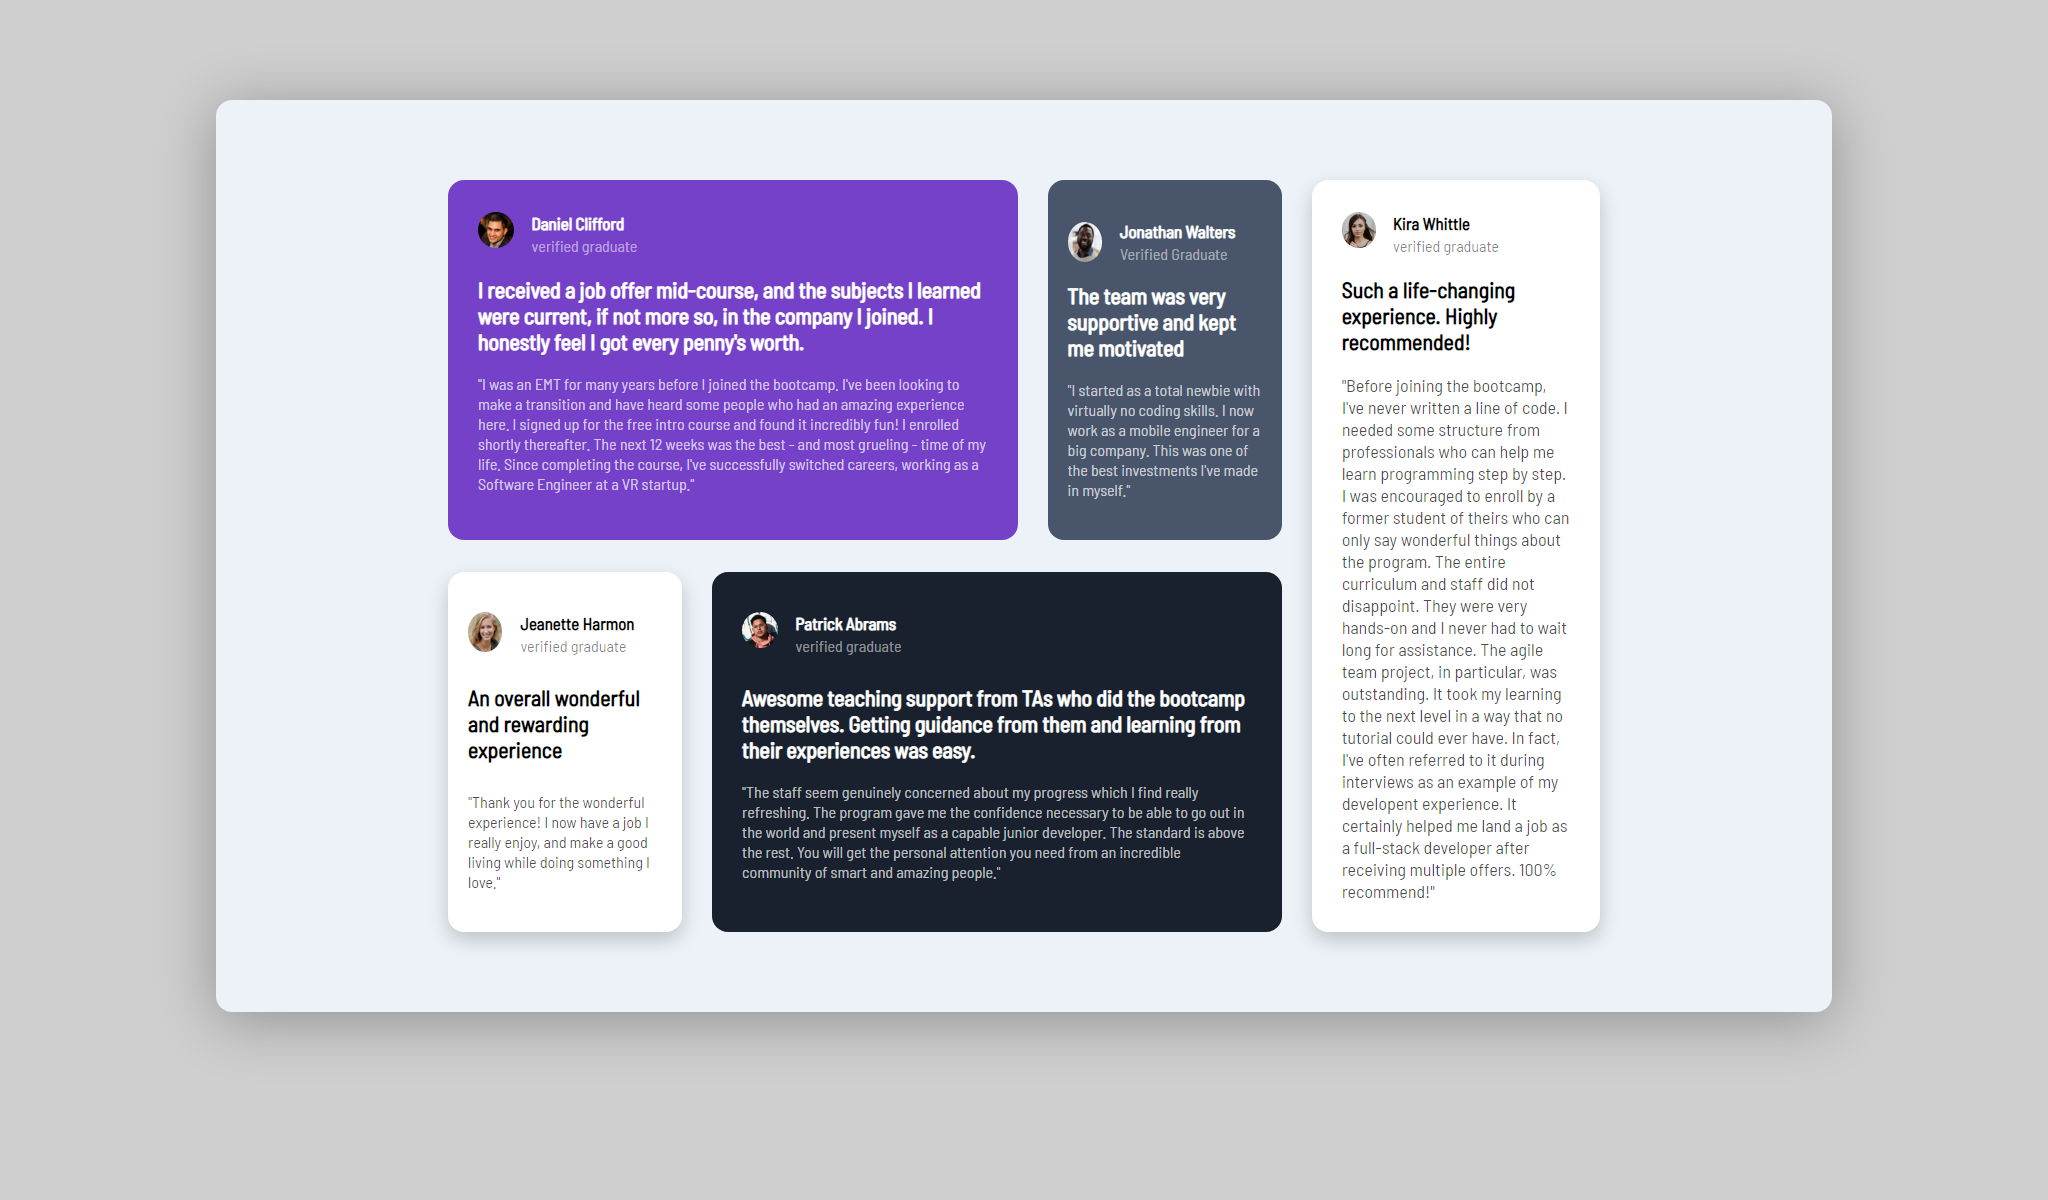 Daniel Clifford
verified graduate
I received a job offer mid-course, and the subjects I learned
were current, if not more so, in the company I joined. I
honestly feel I got every penny's worth.
"I was an EMT for many years before I joined the bootcamp. I've been looking to
make a transition and have heard some people who had an amazing experience
here. I signed up for the free intro course and found it incredibly fun! I enrolled
shortly thereafter. The next 12 weeks was the best - and most grueling - time of my
life. Since completing the course, I've successfully switched careers, working as a
Software Engineer at a VR startup."
Jonathan Walters
Verified Graduate
The team was very
supportive and kept
me motivated
"I started as a total newbie with
virtually no coding skills. I now
work as a mobile engineer for a
big company. This was one of
the best investments I've made
in myself."
Kira Whittle
verified graduate
Such a life-changing
experience. Highly
recommended!
"Before joining the bootcamp,
I've never written a line of code. I
needed some structure from
professionals who can help me
learn programming step by step.
I was encouraged to enroll by a
former student of theirs who can
only say wonderful things about
the program. The entire
curriculum and staff did not
disappoint. They were very
hands-on and I never had to wait
long for assistance. The agile
team project, in particular, was
outstanding. It took my learning
to the next level in a way that no
tutorial could ever have. In fact,
I've often referred to it during
interviews as an example of my
developent experience. It
certainly helped me land a job as
a full-stack developer after
receiving multiple offers. 100%
recommend!"
Jeanette Harmon
verified graduate
An overall wonderful
and rewarding
experience
"Thank you for the wonderful
experience! I now have a job I
really enjoy, and make a good
living while doing something I
love."
Patrick Abrams
verified graduate
Awesome teaching support from TAs who did the bootcamp
themselves. Getting guidance from them and learning from
their experiences was easy.
"The staff seem genuinely concerned about my progress which I find really
refreshing. The program gave me the confidence necessary to be able to go out in
the world and present myself as a capable junior developer. The standard is above
the rest. You will get the personal attention you need from an incredible
community of smart and amazing people."